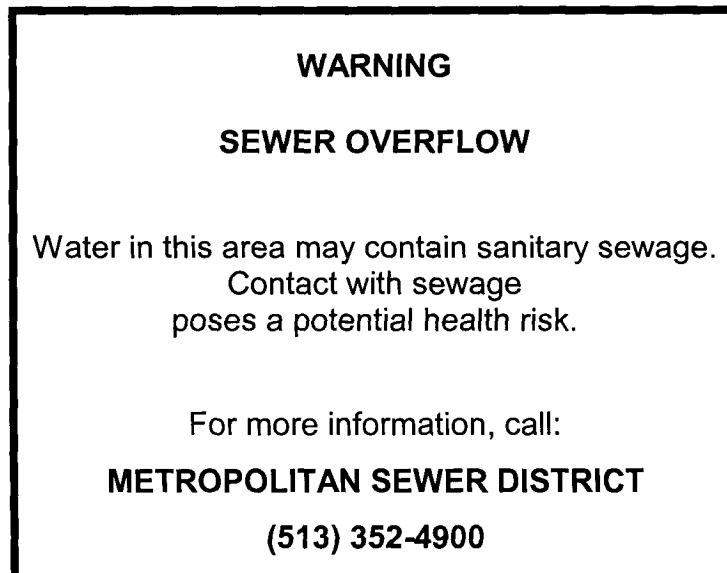 WARNING
SEWER OVERFLOW
Water in this area may contain sanitary sewage.
Contact with sewage
poses a potential health risk.
For more information, call:
METROPOLITAN SEWER DISTRICT
(513) 352-4900